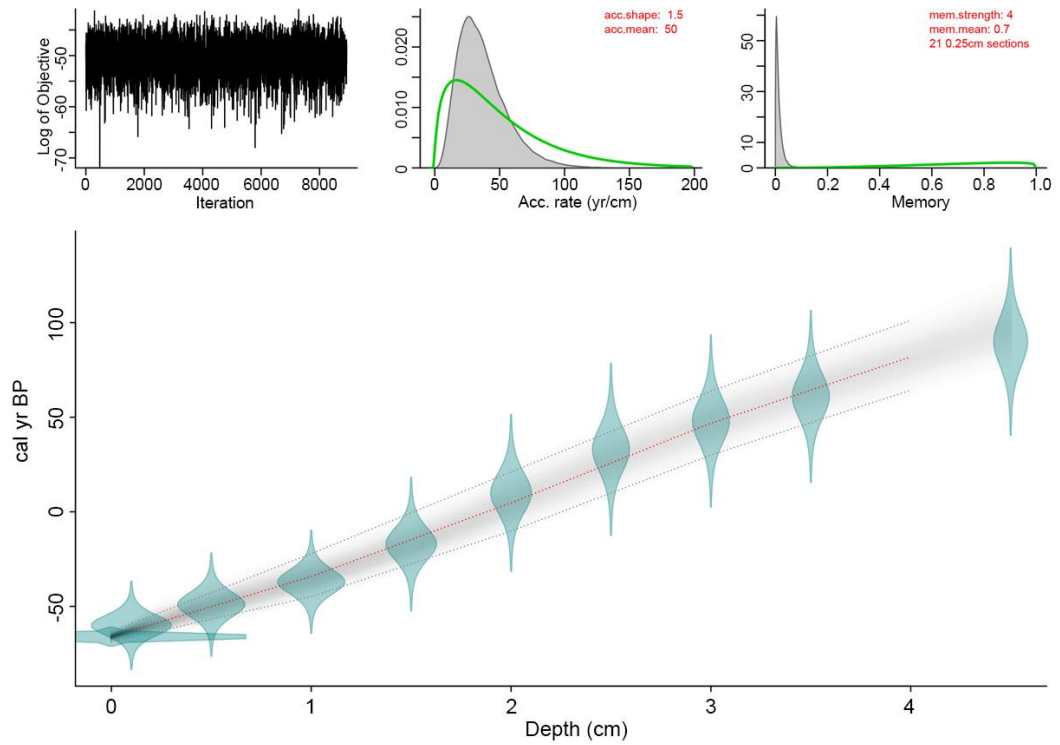 Log of Objective
-50
-60
-70
0 2000 4000 6000 8000
Iteration
0.020
0.010
0
0 50 100 150 200
Acc. rate (yr/cm)
acc.shape: 1.5
acc.mean: 50
60
50
40
30
20
10
0
0 0.2 0.4 0.6 0.8 1.0
Memory
mem.strength: 4
mem.mean: 0.7
21 0.25cm sections
cal yr BP
100
50
0
-50
0 1 2 3 4
Depth (cm)